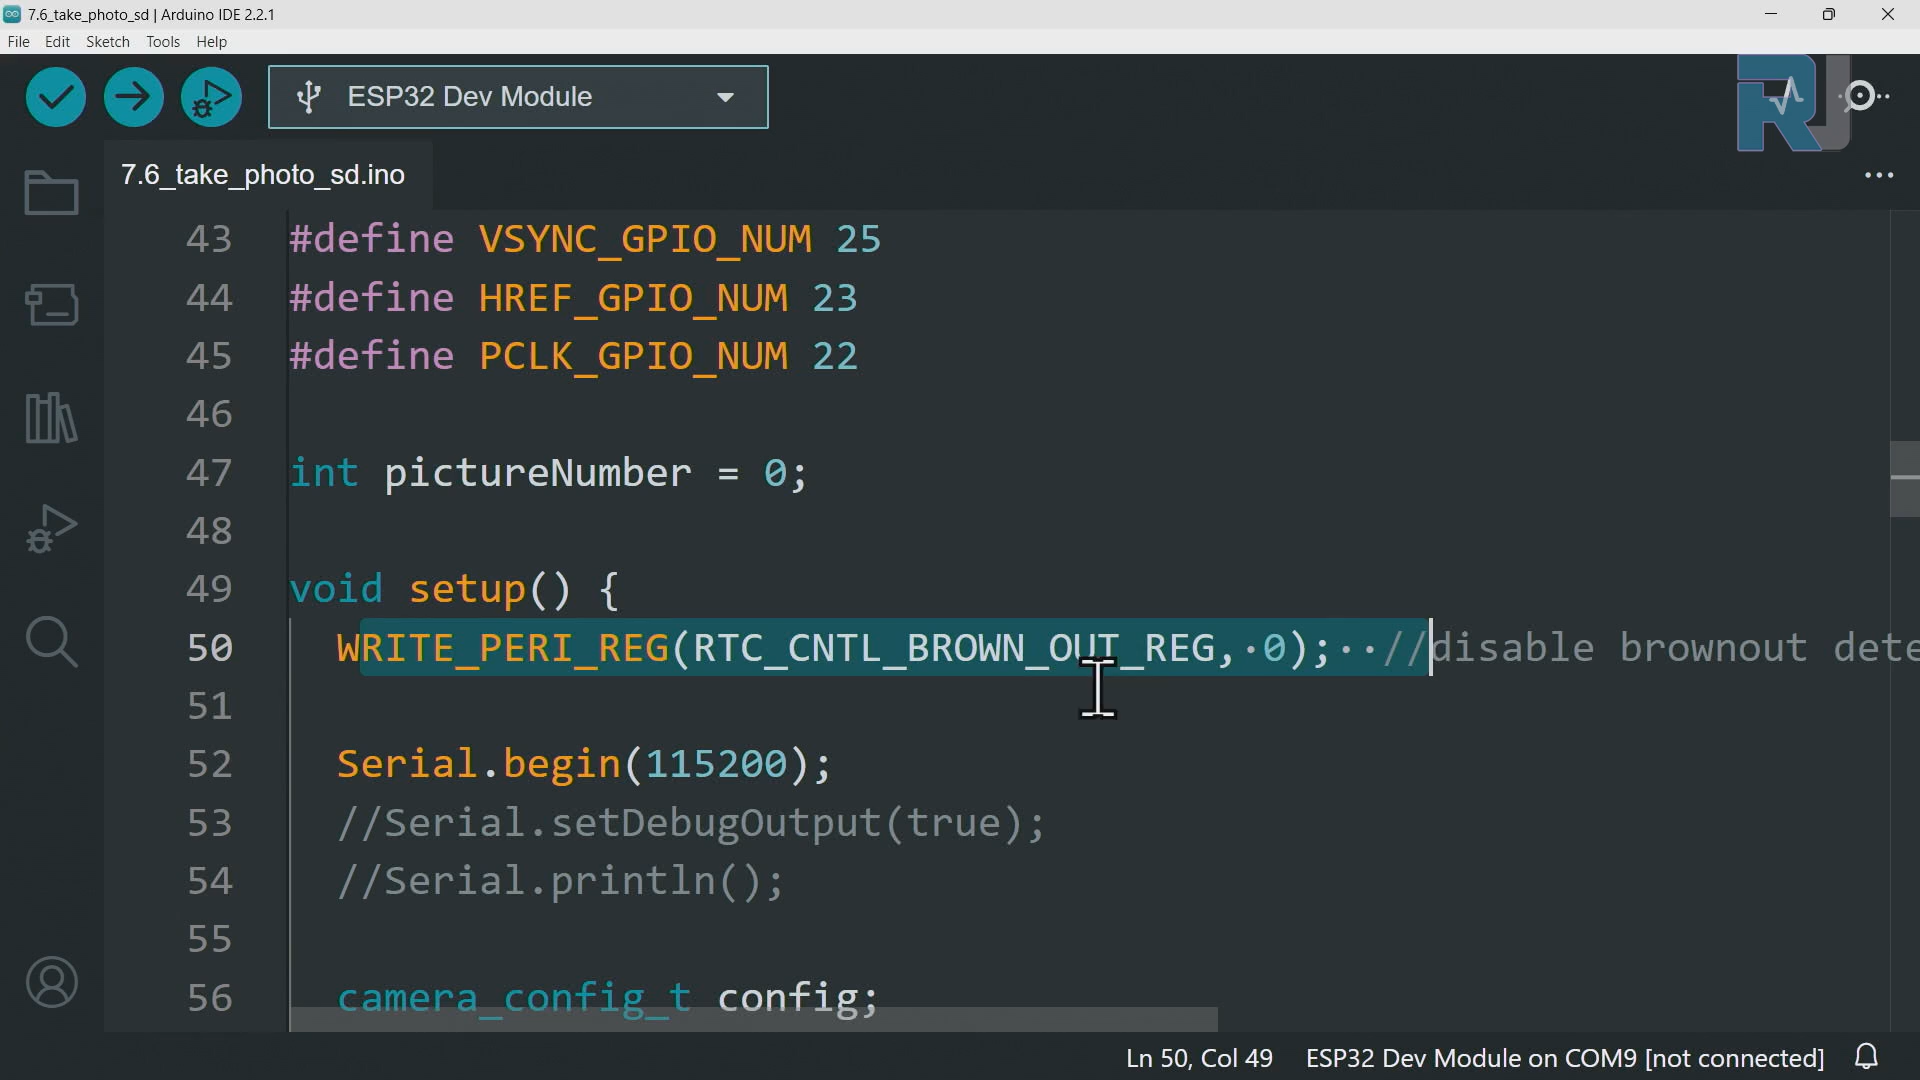 7.6_take_photo_sd | Arduino IDE 2.2.1
File Edit Sketch Tools Help
ESP32 Dev Module
RJ
7.6_take_photo_sd.ino
43 #define VSYNC_GPIO_NUM 25
44 #define HREF_GPIO_NUM 23
45 #define PCLK_GPIO_NUM 22
46
47 int pictureNumber = 0;
48
49 void setup() {
50 WRITE_PERI_REG(RTC_CNTL_BROWN_OUT_REG, 0);  //disable brownout dete
51
52 Serial.begin(115200);
53 //Serial.setDebugOutput(true);
54 //Serial.println();
55
56 camera_config_t config;
Ln 50, Col 49 ESP32 Dev Module on COM9 [not connected]